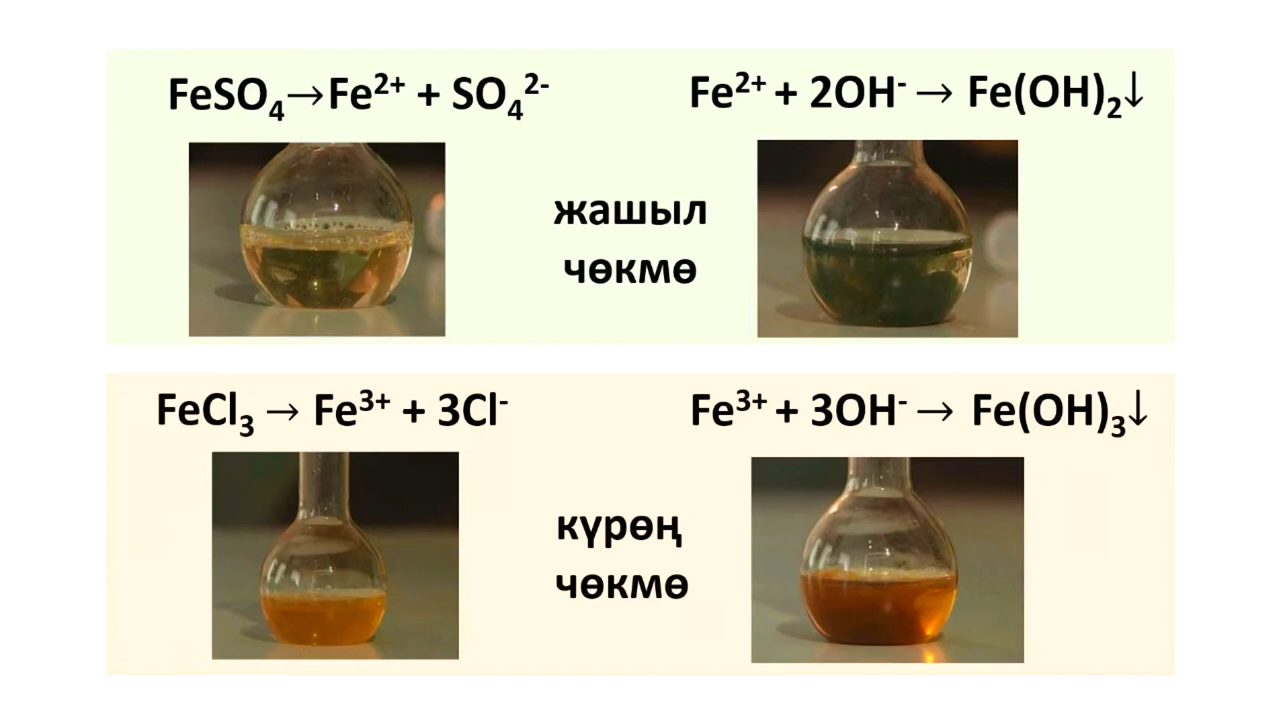 FeSO₄→Fe²⁺ + SO₄²⁻
Fe²⁺ + 2OH⁻ → Fe(OH)₂↓
жашыл
чөкмө
FeCl₃ → Fe³⁺ + 3Cl⁻
Fe³⁺ + 3OH⁻ → Fe(OH)₃↓
күрөң
чөкмө